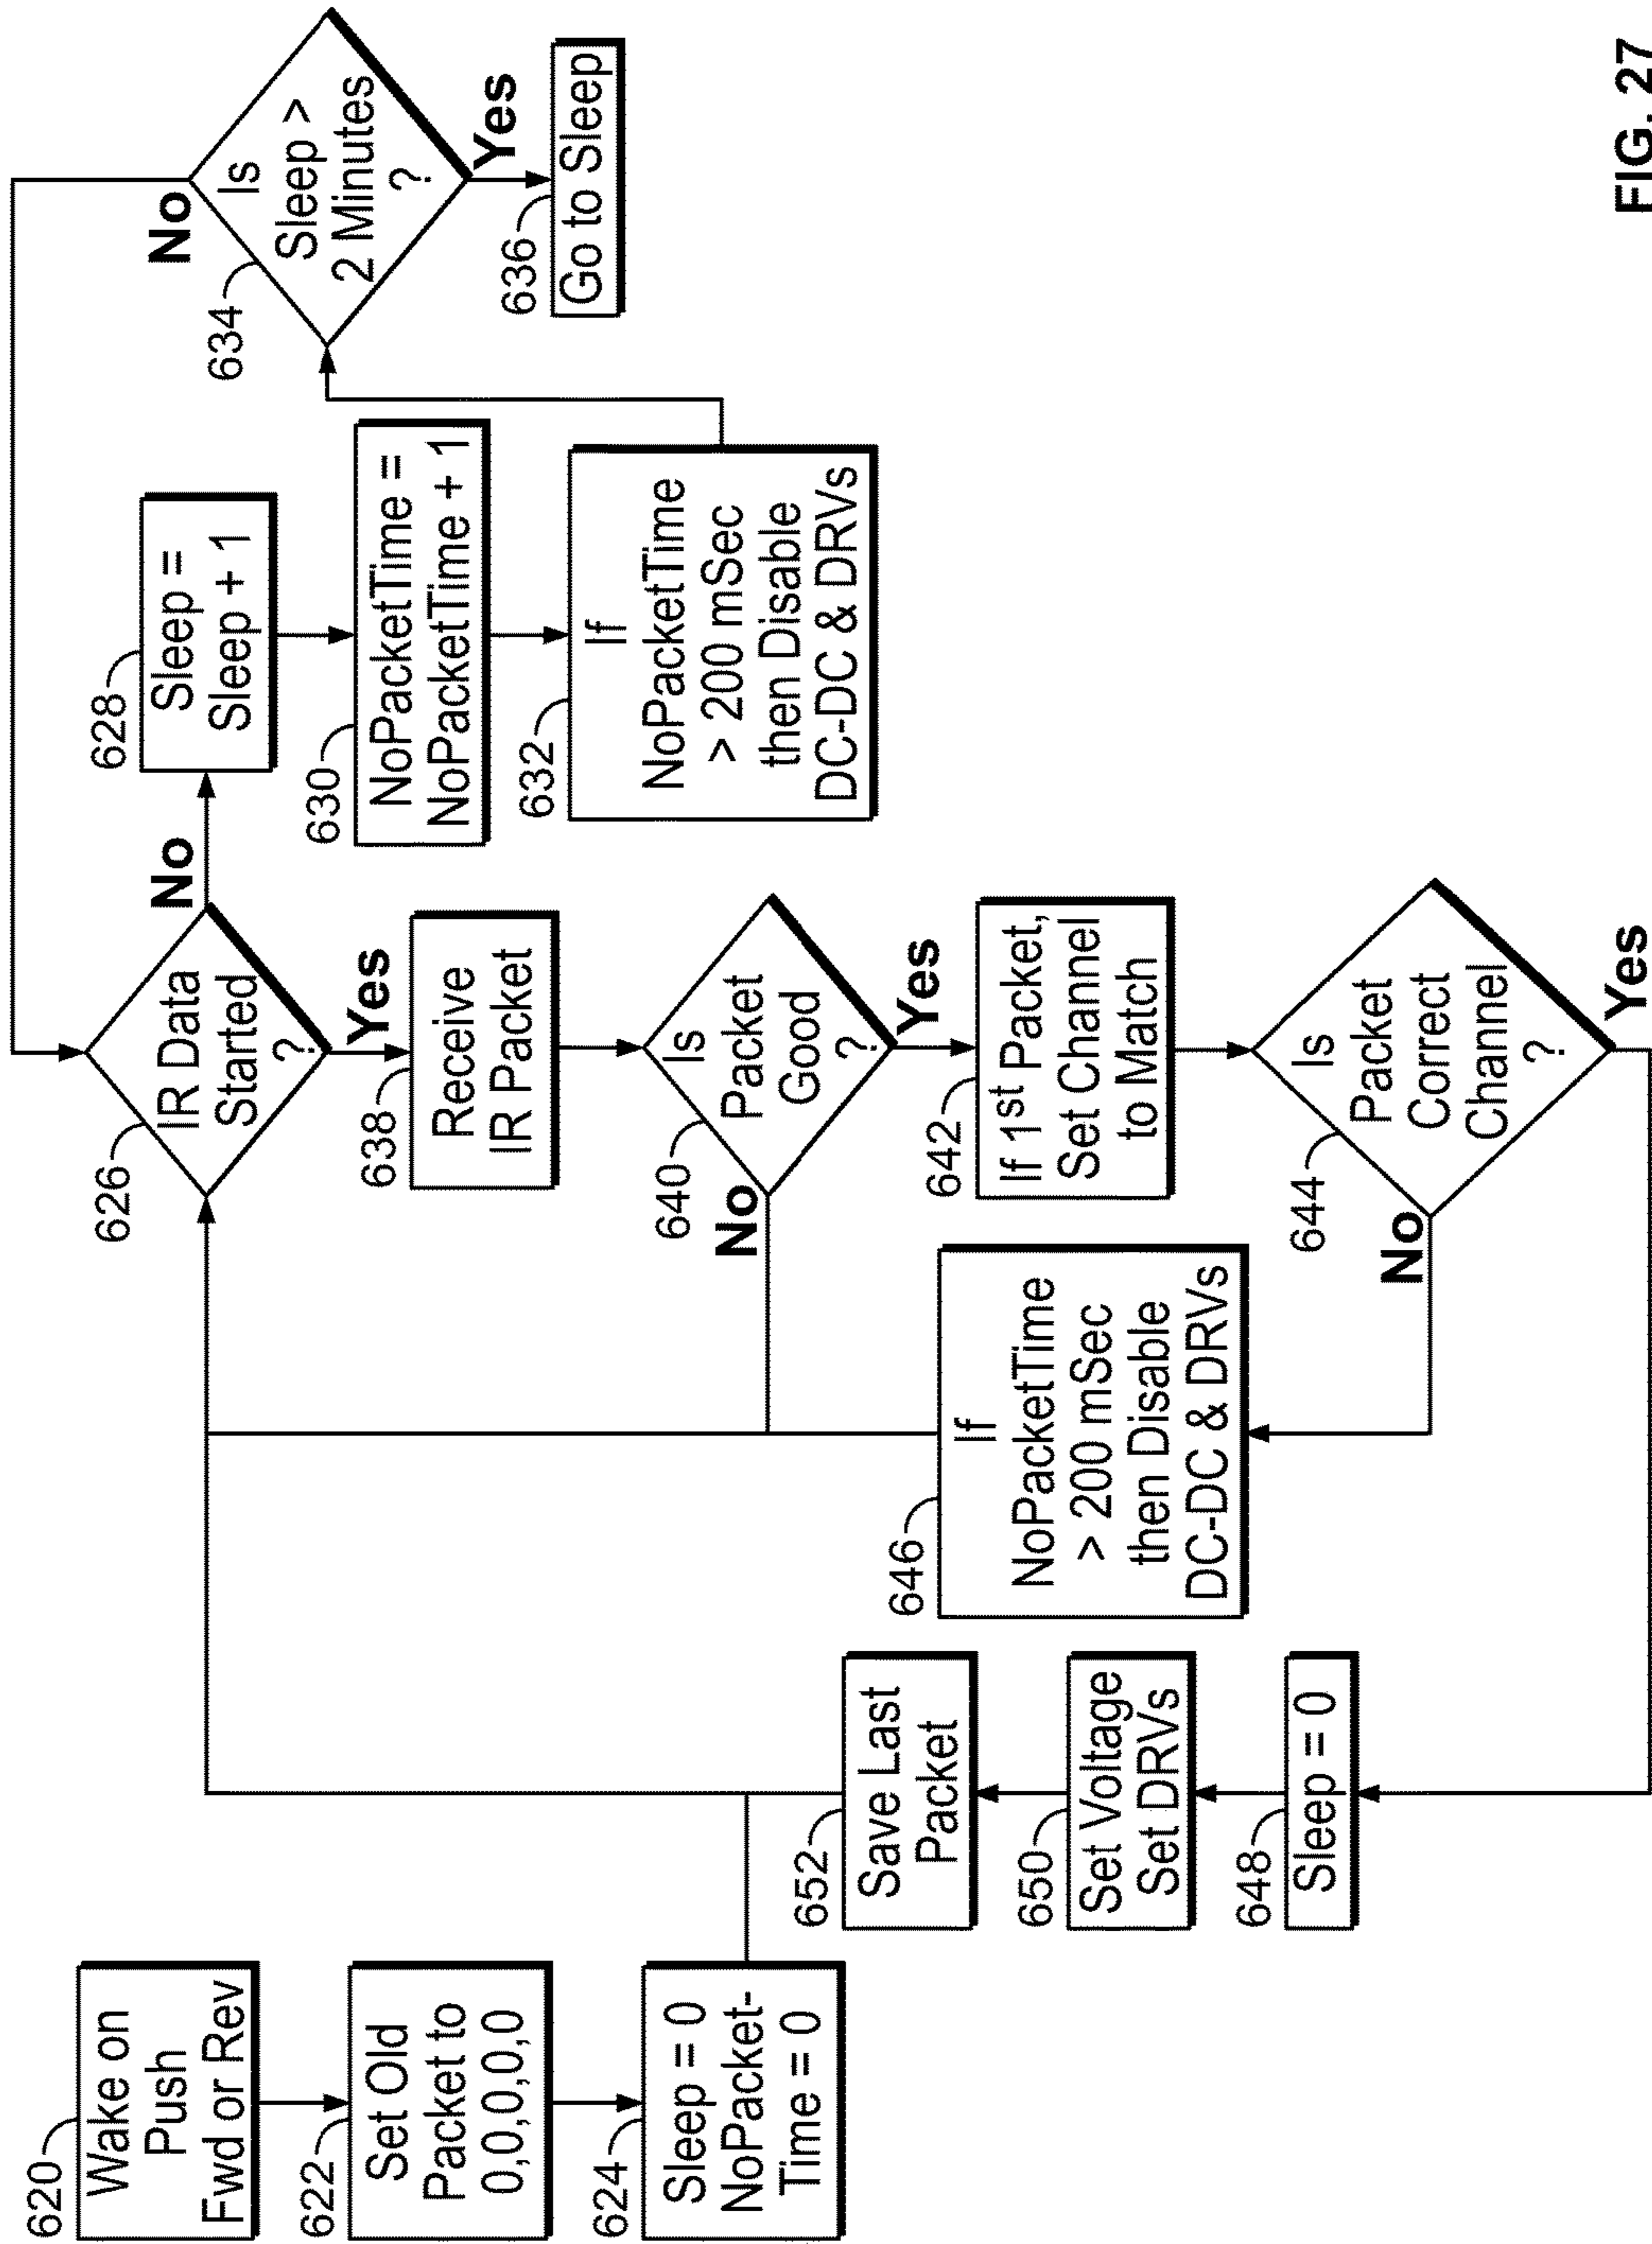 620
Wake on
Push
Fwd or Rev
622
Set Old
Packet to
0,0,0,0,0,0
624
Sleep = 0
NoPacket-
Time = 0
626
IR Data
Started
?
No
Yes
628
Sleep =
Sleep + 1
630
NoPacketTime =
NoPacketTime + 1
632
If
NoPacketTime
> 200 mSec
then Disable
DC-DC & DRVs
634
Is
Sleep >
2 Minutes
?
No
Yes
636
Go to Sleep
638
Receive
IR Packet
640
Is
Packet
Good
?
No
Yes
642
If 1st Packet,
Set Channel
to Match
644
Is
Packet
Correct
Channel
?
No
Yes
646
If
NoPacketTime
> 200 mSec
then Disable
DC-DC & DRVs
648
Sleep = 0
650
Set Voltage
Set DRVs
652
Save Last
Packet
FIG. 27